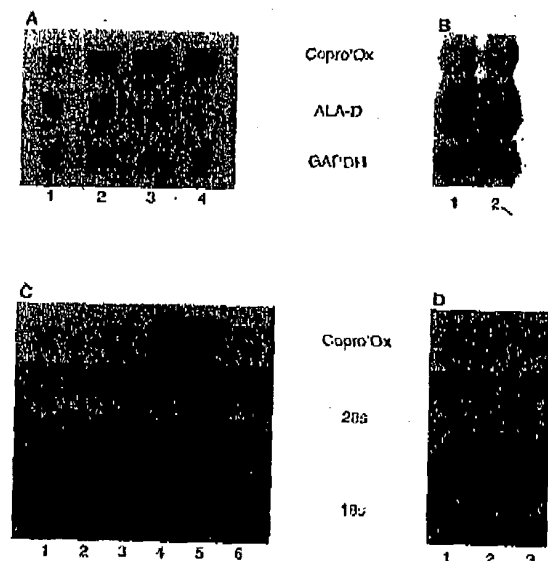 A
B
Copro'Ox
ALA-D
GAPDH
1 2 3 4
1 2
C
D
Copro'Ox
28s
18s
1 2 3 4 5 6
1 2 3